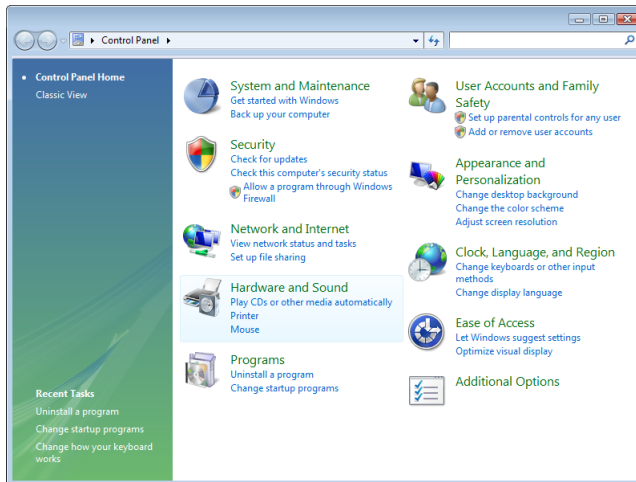 Control Panel
Control Panel Home
Classic View
Recent Tasks
Uninstall a program
Change startup programs
Change how your keyboard
works
System and Maintenance
Get started with Windows
Back up your computer
Security
Check for updates
Check this computer's security status
Allow a program through Windows
Firewall
Network and Internet
View network status and tasks
Set up file sharing
Hardware and Sound
Play CDs or other media automatically
Printer
Mouse
Programs
Uninstall a program
Change startup programs
User Accounts and Family
Safety
Set up parental controls for any user
Add or remove user accounts
Appearance and
Personalization
Change desktop background
Change the color scheme
Adjust screen resolution
Clock, Language, and Region
Change keyboards or other input
methods
Change display language
Ease of Access
Let Windows suggest settings
Optimize visual display
Additional Options